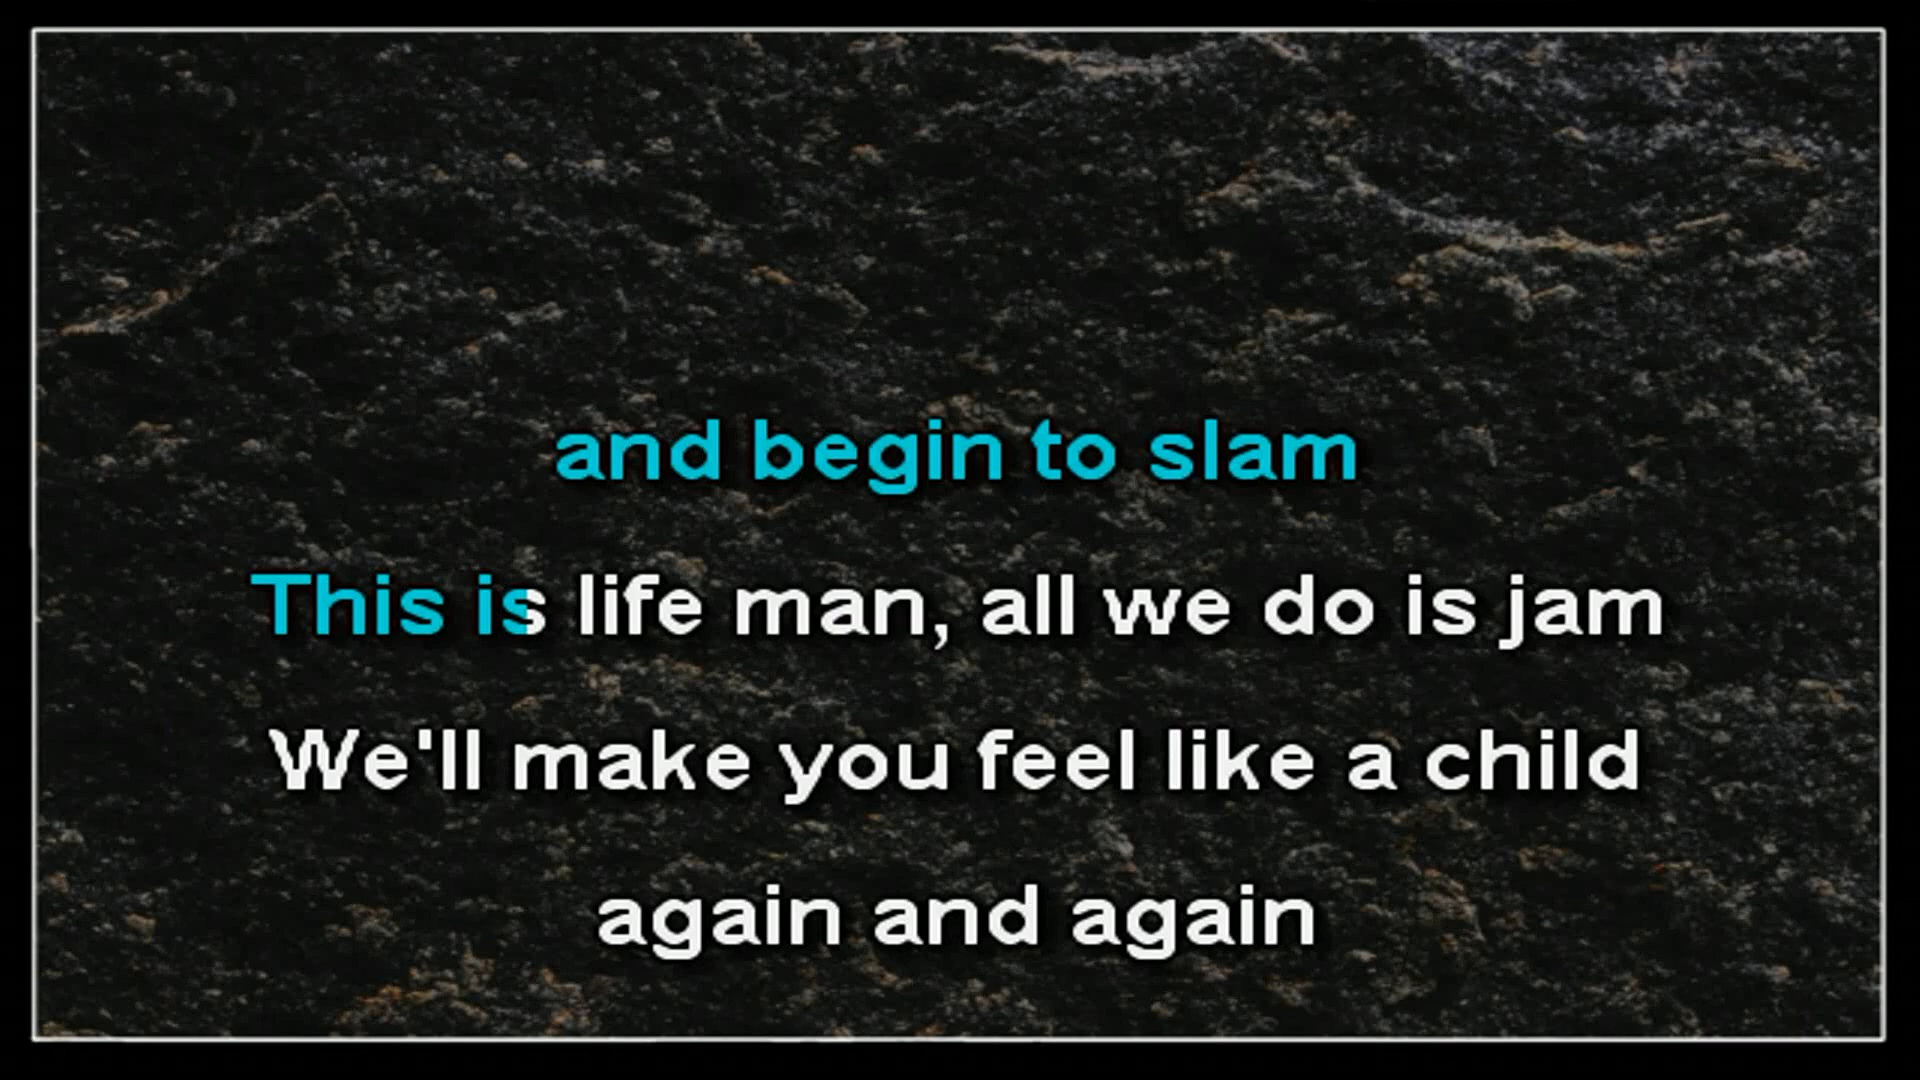 and begin to slam
This is life man, all we do is jam
We'll make you feel like a child
again and again